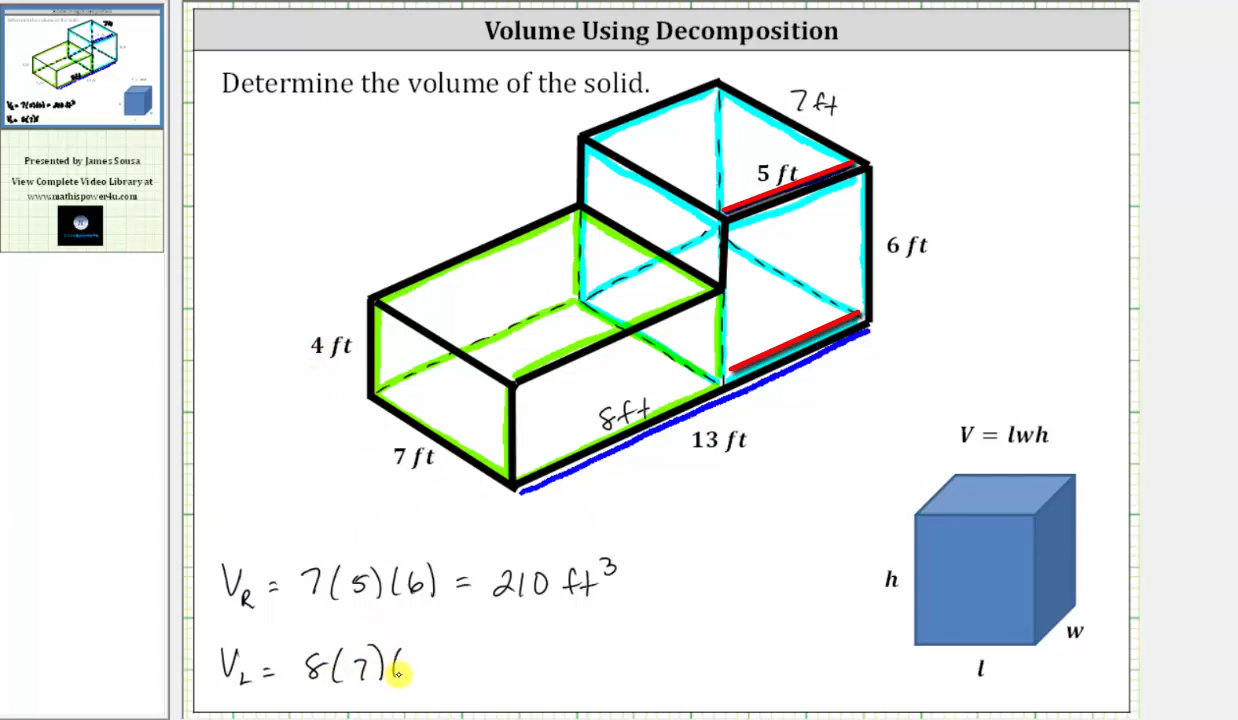 Volume Using Decomposition
Determine the volume of the solid.
7 ft
5 ft
6 ft
4 ft
8 ft
7 ft
13 ft
V = lwh
h
w
l
V_R = 7(5)(6) = 210 ft³
V_L = 8(7)(
Presented by James Sousa
View Complete Video Library at
www.mathispower4u.com